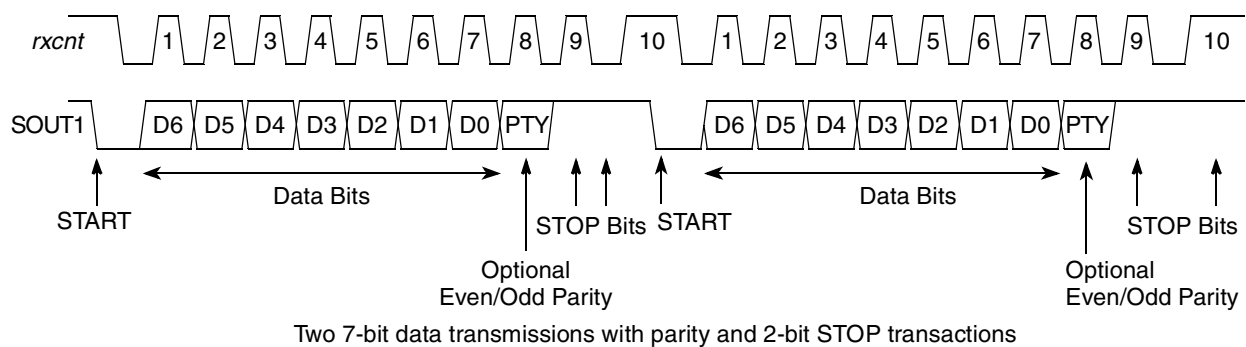 rxcnt 1 2 3 4 5 6 7 8 9 10 1 2 3 4 5 6 7 8 9 10
SOUT1 D6 D5 D4 D3 D2 D1 D0 PTY D6 D5 D4 D3 D2 D1 D0 PTY
Data Bits Data Bits
START STOP Bits START STOP Bits
Optional Optional
Even/Odd Parity Even/Odd Parity
Two 7-bit data transmissions with parity and 2-bit STOP transactions